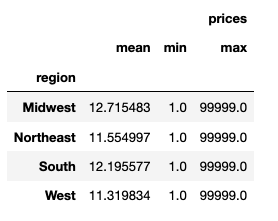 prices
mean min max
region
Midwest 12.715483 1.0 99999.0
Northeast 11.554997 1.0 99999.0
South 12.195577 1.0 99999.0
West 11.319834 1.0 99999.0